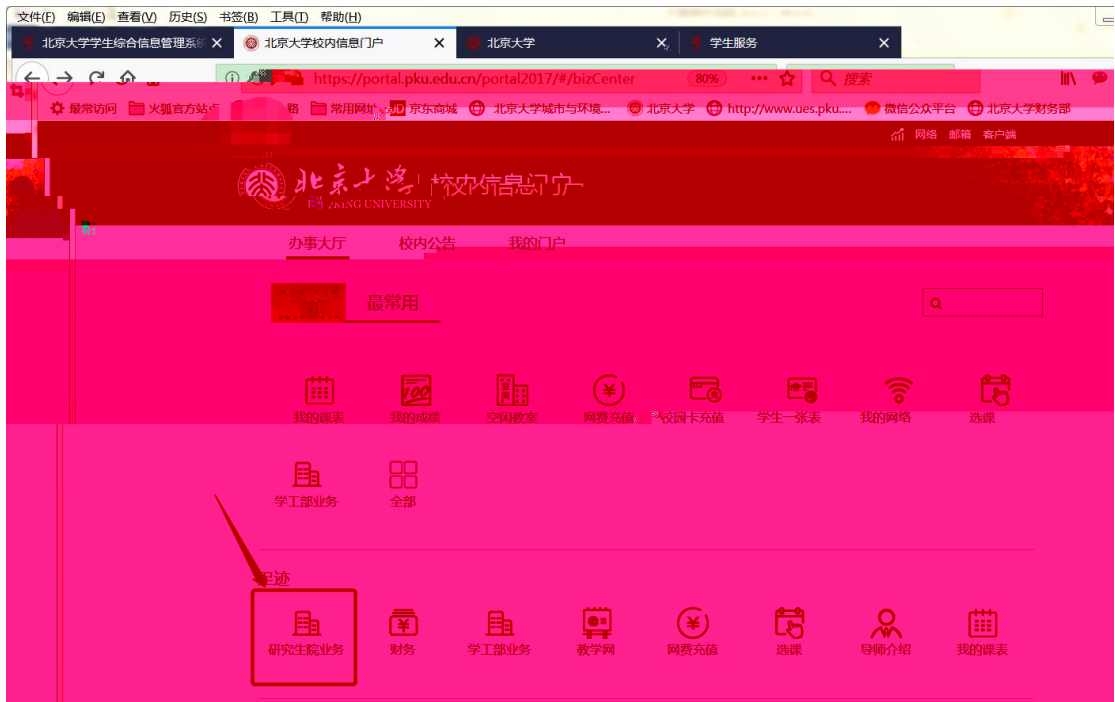 文件(F) 编辑(E) 查看(V) 历史(S) 书签(B) 工具(T) 帮助(H)
北京大学学生综合信息管理系统 北京大学校内信息门户 北京大学 学生服务
https://portal.pku.edu.cn/portal2017/#/bizCenter 80% 搜索
最常访问 火狐官方站点 常用网址 JD 京东商城 北京大学城市与环境... 北京大学 http://www.ues.pku.... 微信公众平台 北京大学财务部
网络 邮箱 客户端
北京大学 校内信息门户
PEKING UNIVERSITY
办事大厅 校内公告 我的门户
最常用
我的课表 我的成绩 空闲教室 网费充值 校园卡充值 学生一张表 我的网络 选课
学工部业务 全部
足迹
研究生院业务 财务 学工部业务 教学网 网费充值 选课 导师介绍 我的课表